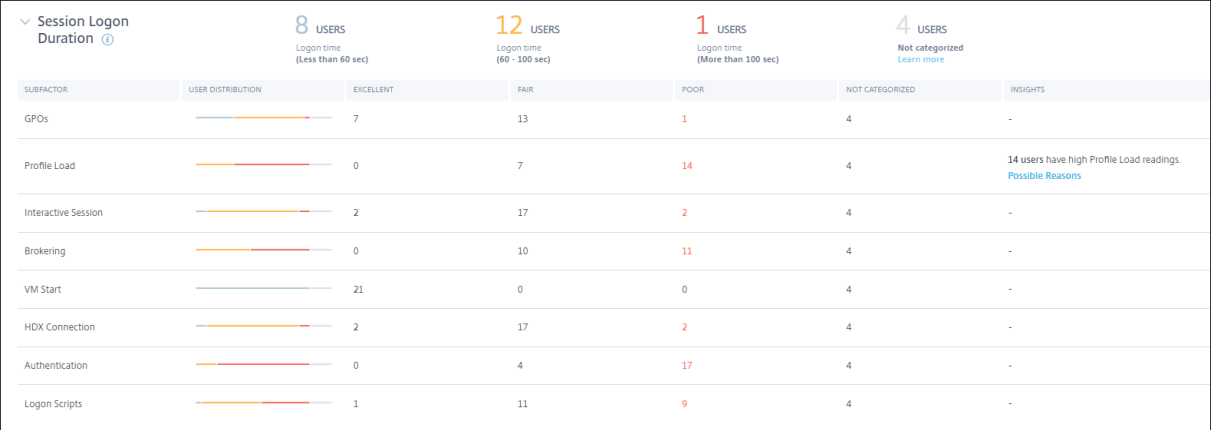 Session Logon
Duration
8 USERS
Logon time
(Less than 60 sec)
12 USERS
Logon time
(60 - 100 sec)
1 USERS
Logon time
(More than 100 sec)
4 USERS
Not categorized
Learn more
SUBFACTOR USER DISTRIBUTION EXCELLENT FAIR POOR NOT CATEGORIZED INSIGHTS
GPOs 7 13 1 4 -
Profile Load 0 7 14 4 14 users have high Profile Load readings.
Possible Reasons
Interactive Session 2 17 2 4 -
Brokering 0 10 11 4 -
VM Start 21 0 0 4 -
HDX Connection 2 17 2 4 -
Authentication 0 4 17 4 -
Logon Scripts 1 11 9 4 -